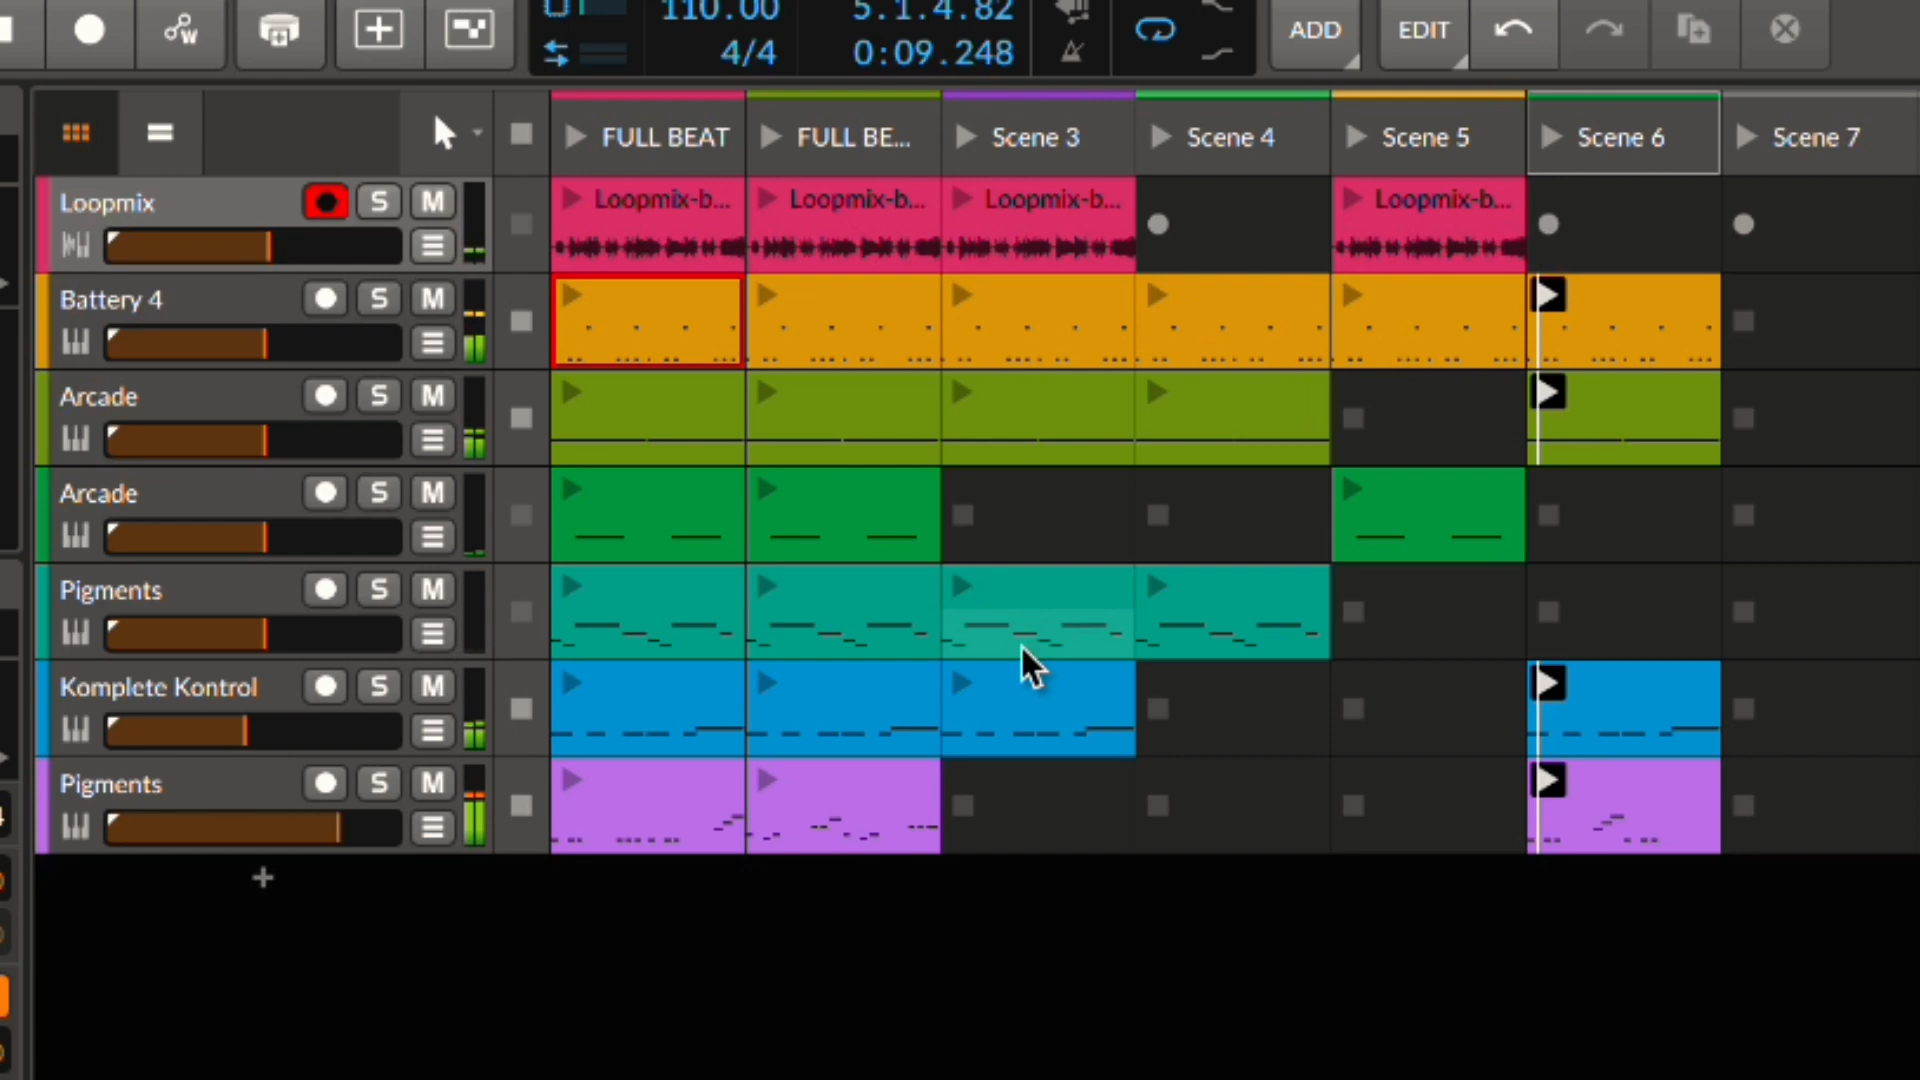 110.00 5.1.4.82
4/4 0:09.248 ADD EDIT
FULL BEAT FULL BE... Scene 3 Scene 4 Scene 5 Scene 6 Scene 7
Loopmix S M Loopmix-b... Loopmix-b... Loopmix-b... Loopmix-b...
Battery 4 S M
Arcade S M
Arcade S M
Pigments S M
Komplete Kontrol S M
Pigments S M